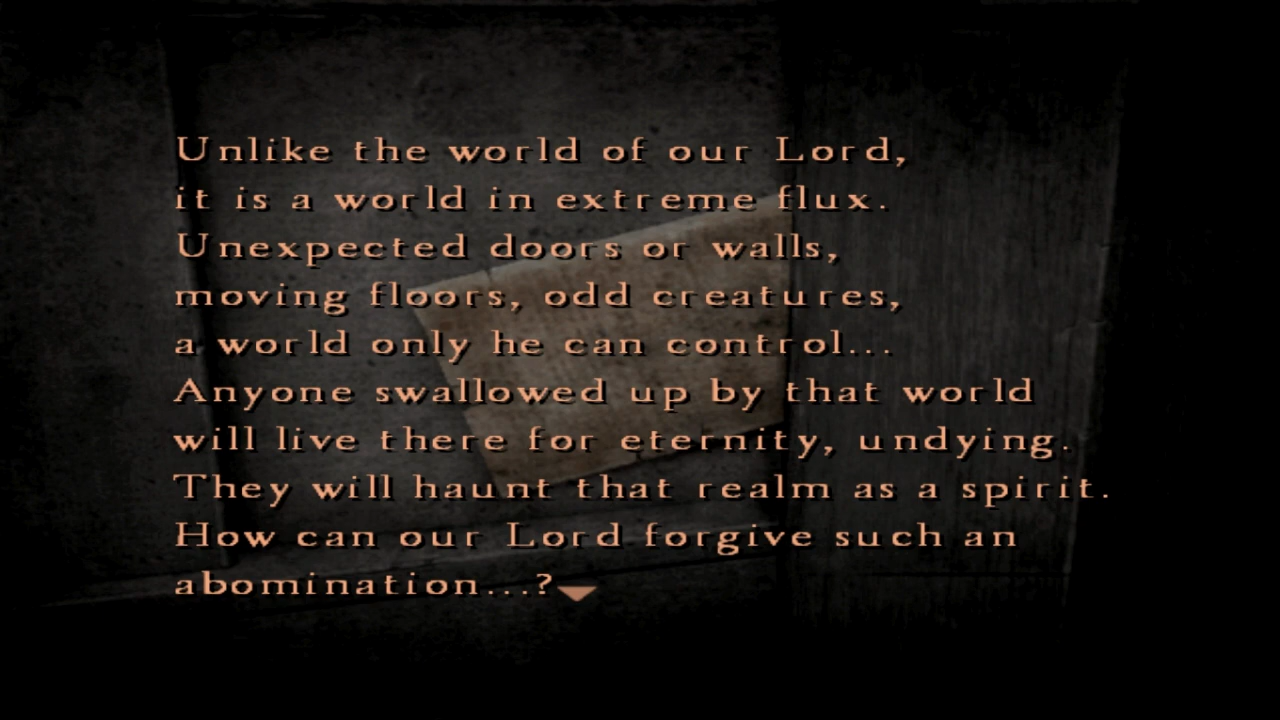 Unlike the world of our Lord,
it is a world in extreme flux.
Unexpected doors or walls,
moving floors, odd creatures,
a world only he can control...
Anyone swallowed up by that world
will live there for eternity, undying.
They will haunt that realm as a spirit.
How can our Lord forgive such an
abomination...?